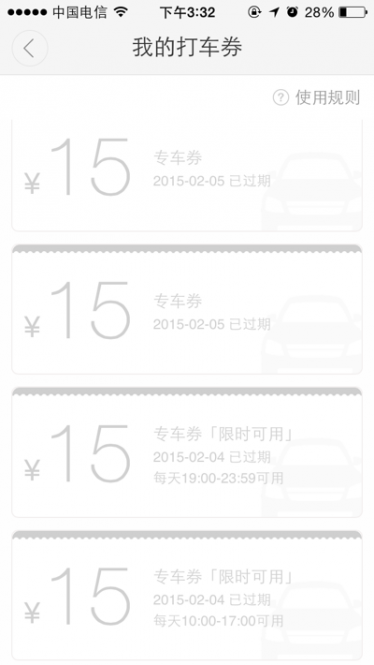 中国电信 下午3:32 28%
我的打车券
? 使用规则
¥15 专车券
2015-02-05 已过期
¥15 专车券
2015-02-05 已过期
¥15 专车券「限时可用」
2015-02-04 已过期
每天19:00-23:59可用
¥15 专车券「限时可用」
2015-02-04 已过期
每天10:00-17:00可用